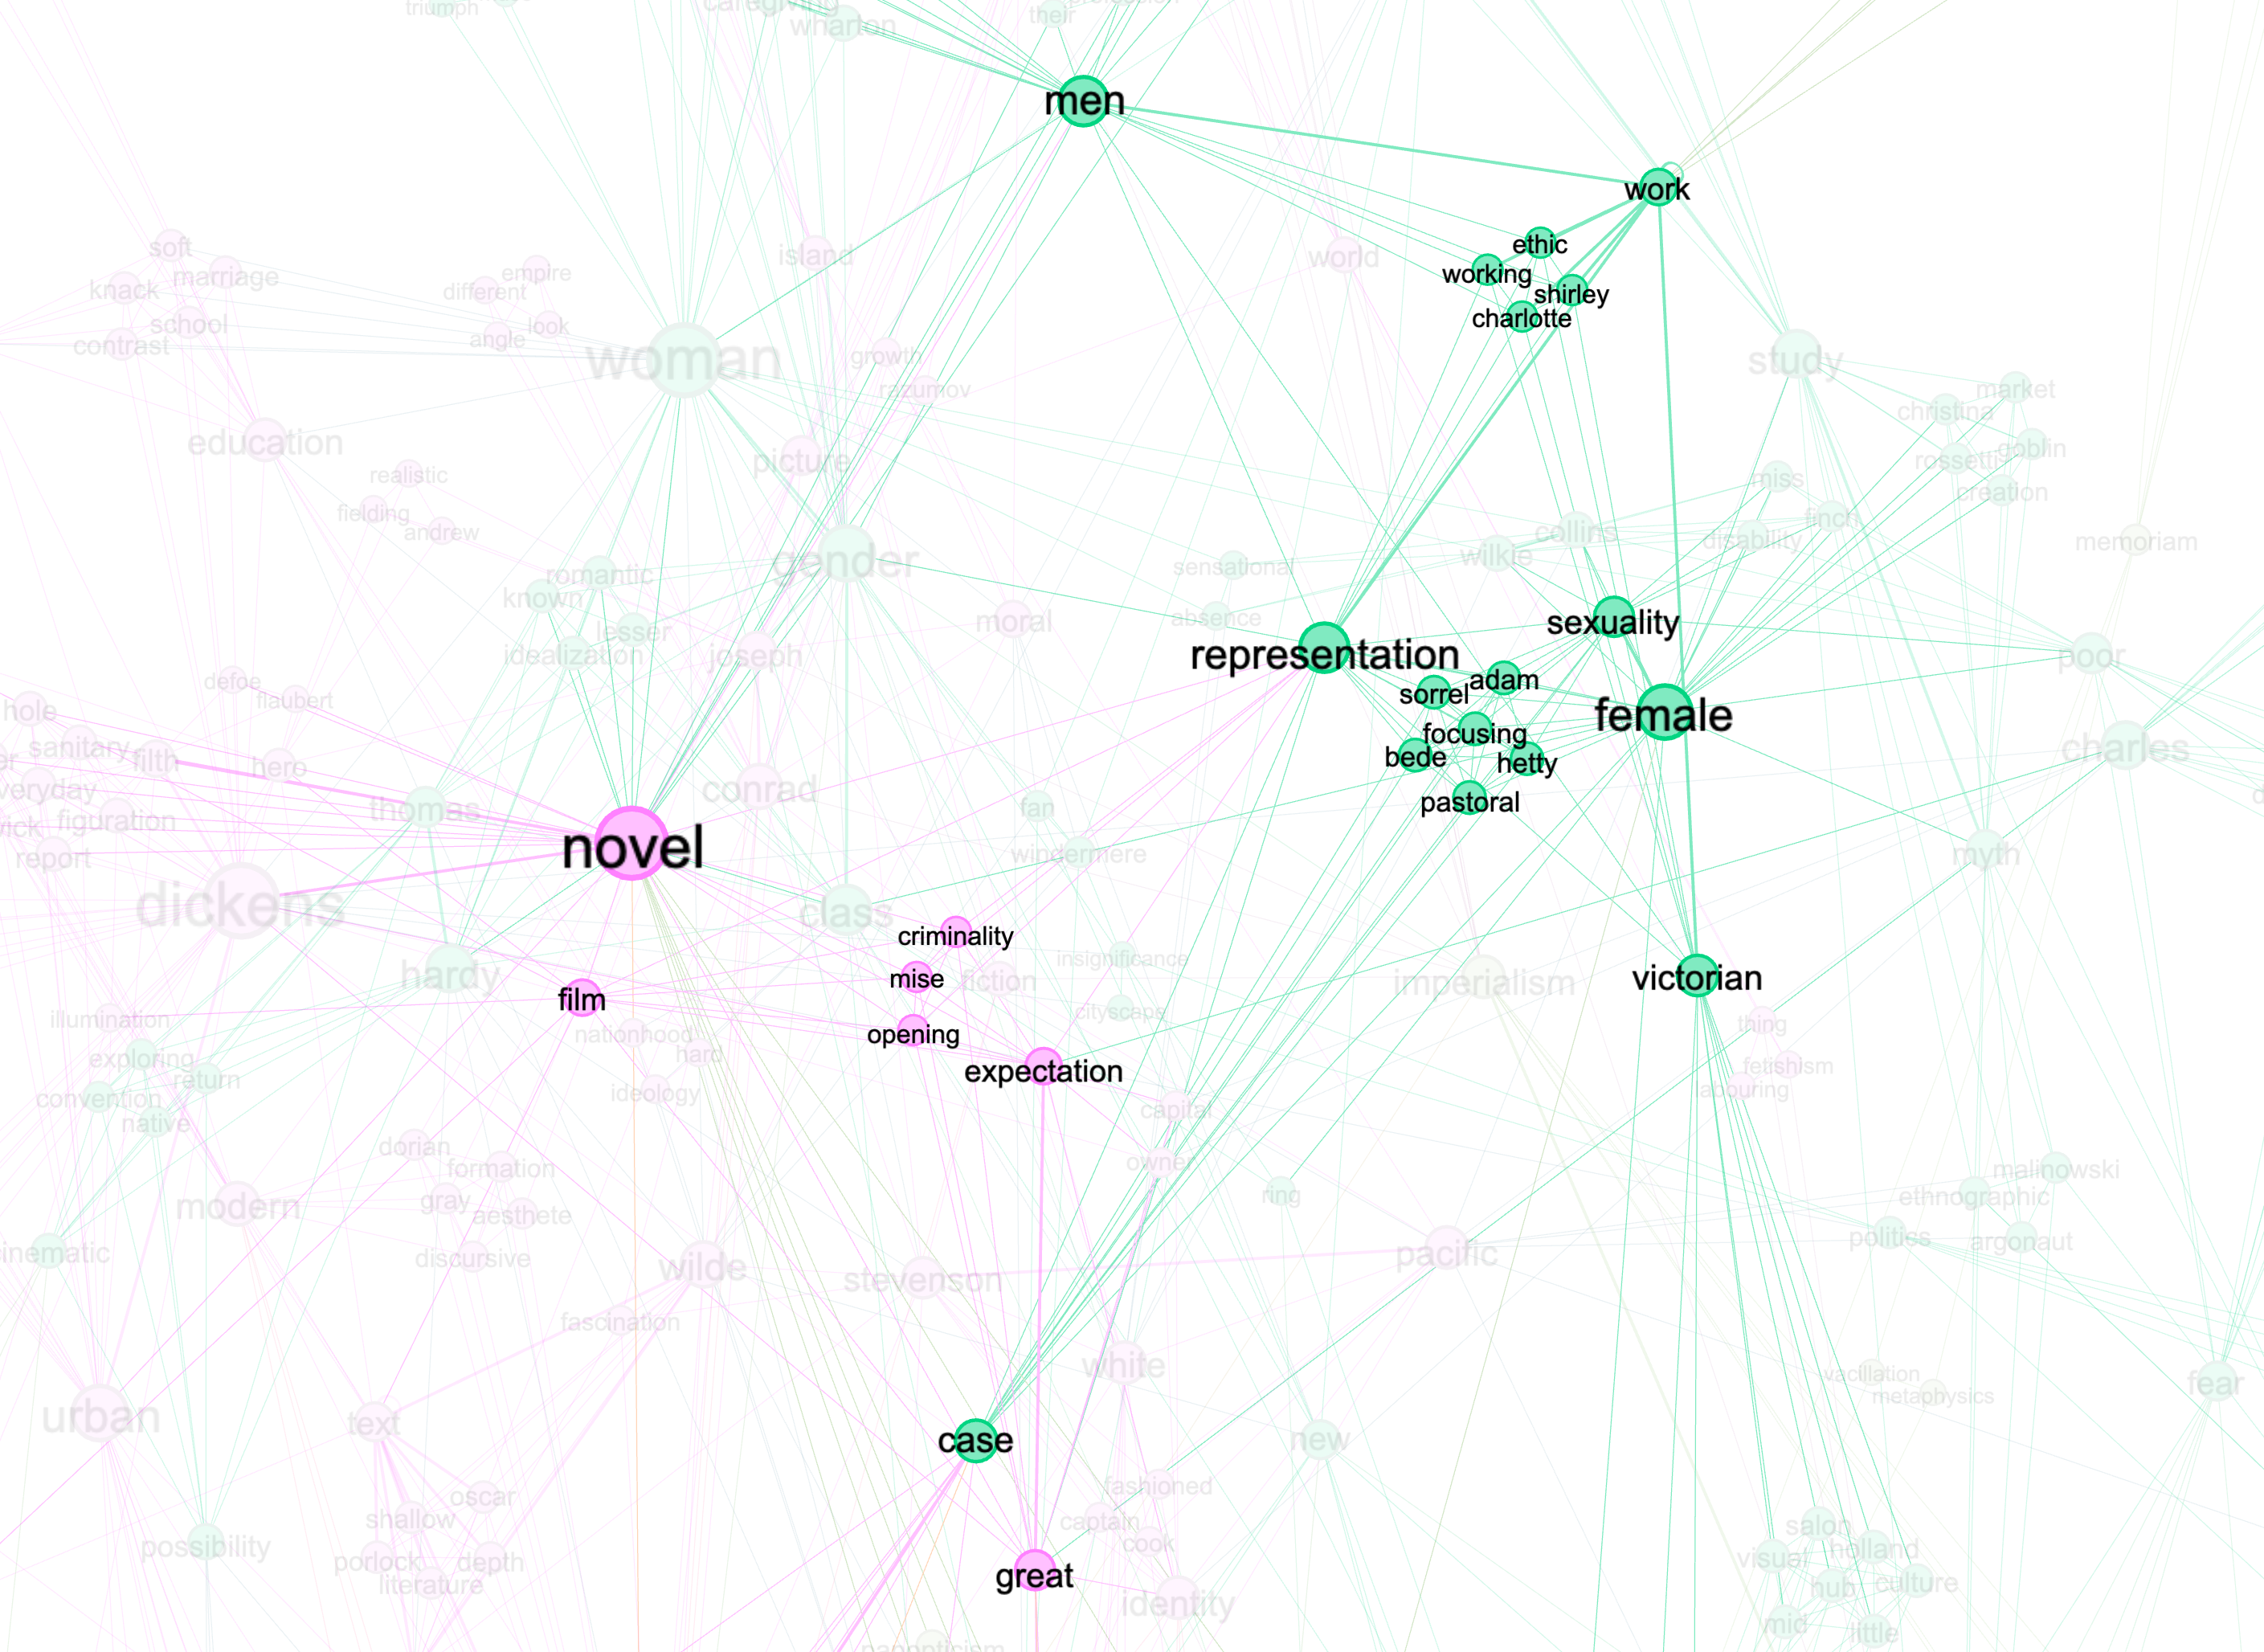 triumph
caregiving
wharton
their
men
work
ethic
working
shirley
charlotte
soft
marriage
knack
school
contrast
empire
different
look
angle
island
world
woman
growth
razumov
study
market
christina
goblin
rossetti
creation
education
picture
realistic
fielding
andrew
miss
finch
collins
disability
wilkie
memoriam
gender
sensational
absence
romantic
known
lesser
idealization
joseph
moral
sexuality
representation
adam
sorrel
female
focusing
bede
hetty
pastoral
poor
charles
defoe
flaubert
hole
sanitary
filth
hero
figuration
report
thomas
conrad
novel
fan
windermere
myth
dickens
class
hardy
criminality
mise
fiction
insignificance
imperialism
victorian
film
opening
cityscape
illumination
nationhood
hard
ideology
expectation
thing
fetishism
exploring
return
convention
native
capital
owner
ring
dorian
formation
gray
aesthete
discursive
modern
malinowski
ethnographic
politics
argonaut
wilde
stevenson
pacific
fascination
white
vacillation
metaphysics
fear
urban
text
case
new
oscar
shallow
porlock
depth
literature
possibility
fashioned
captain
cook
great
identity
salon
holland
visual
hub
culture
mid
little